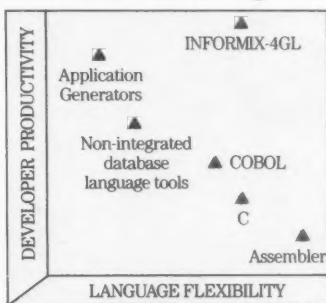 DEVELOPER PRODUCTIVITY
INFORMIX-4GL
Application
Generators
Non-integrated
database
language tools
COBOL
C
Assembler
LANGUAGE FLEXIBILITY